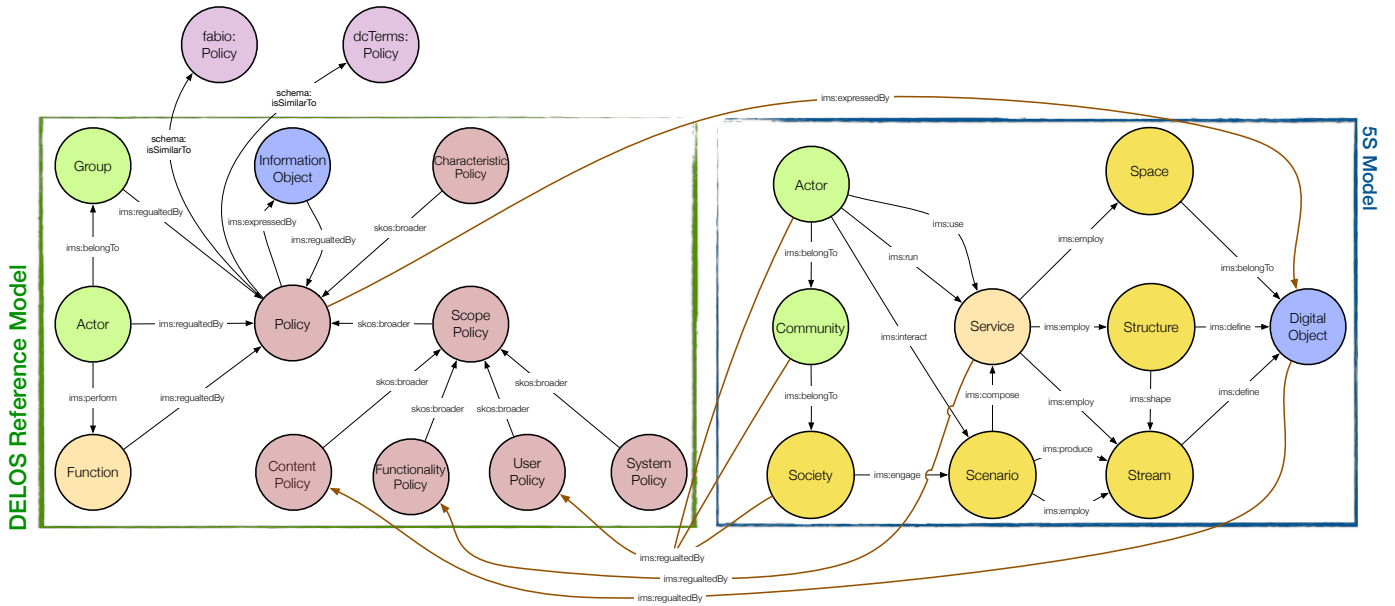 fabio:
Policy
dcTerms:
Policy
schema:
isSimilarTo
schema:
isSimilarTo
ims:expressedBy
DELOS Reference Model
Group
Information
Object
Characteristic
Policy
ims:regualtedBy
ims:expressedBy
ims:regualtedBy
skos:broader
ims:belongTo
Actor
ims:regualtedBy
Policy
skos:broader
Scope
Policy
ims:perform
ims:regualtedBy
skos:broader
skos:broader
skos:broader
skos:broader
Function
Content
Policy
Functionality
Policy
User
Policy
System
Policy
5S Model
Actor
Space
ims:use
ims:belongTo
ims:run
ims:employ
ims:belongTo
Community
Service
ims:employ
Structure
ims:define
Digital
Object
ims:interact
ims:belongTo
ims:compose
ims:employ
ims:shape
ims:define
Society
ims:engage
Scenario
ims:produce
ims:employ
Stream
ims:regualtedBy
ims:regualtedBy
ims:regualtedBy